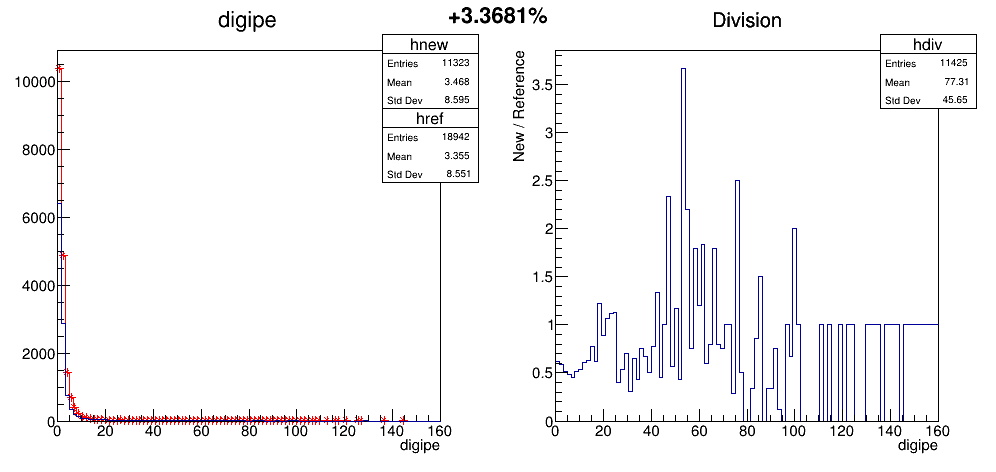 +3.3681%
digipe
hnew
Entries 11323
Mean 3.468
Std Dev 8.595
href
Entries 18942
Mean 3.355
Std Dev 8.551
10000
8000
6000
4000
2000
0
0 20 40 60 80 100 120 140 160
digipe
Division
hdiv
Entries 11425
Mean 77.31
Std Dev 45.65
New / Reference
3.5
3
2.5
2
1.5
1
0.5
0
0 20 40 60 80 100 120 140 160
digipe